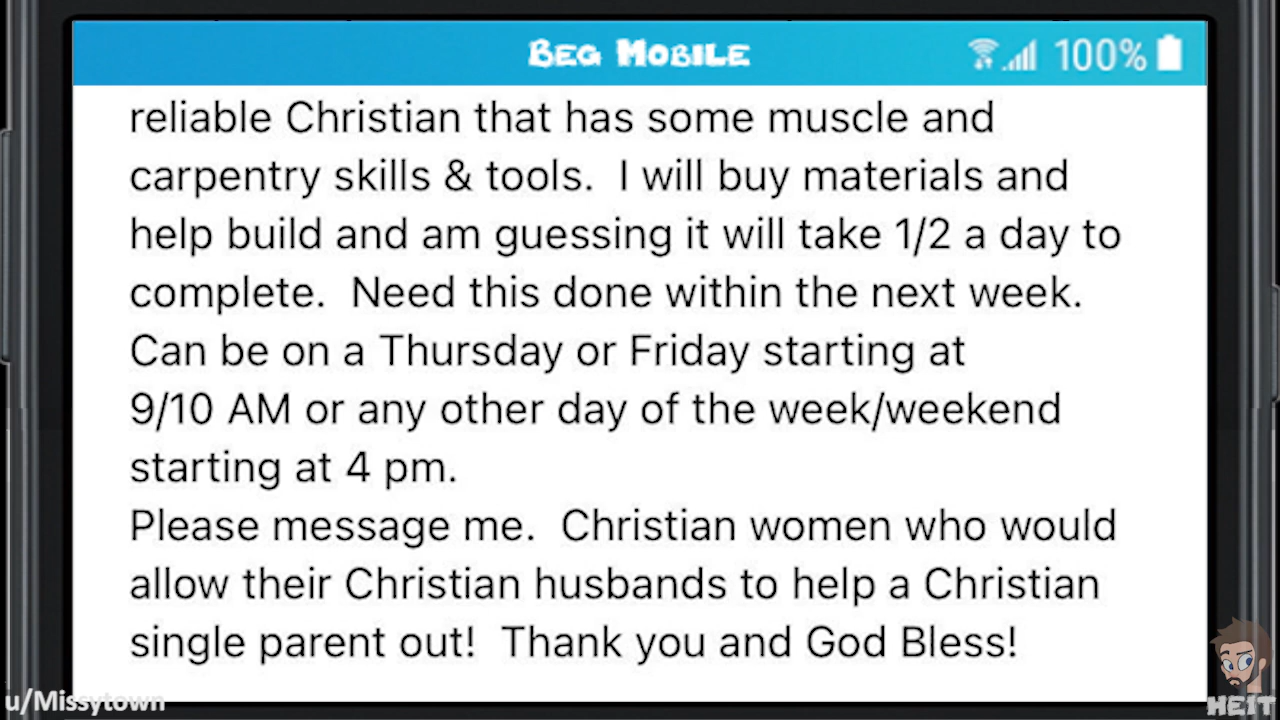 BEG MOBILE
100%
reliable Christian that has some muscle and
carpentry skills & tools. I will buy materials and
help build and am guessing it will take 1/2 a day to
complete. Need this done within the next week.
Can be on a Thursday or Friday starting at
9/10 AM or any other day of the week/weekend
starting at 4 pm.
Please message me. Christian women who would
allow their Christian husbands to help a Christian
single parent out! Thank you and God Bless!
u/Missytown
HEIT